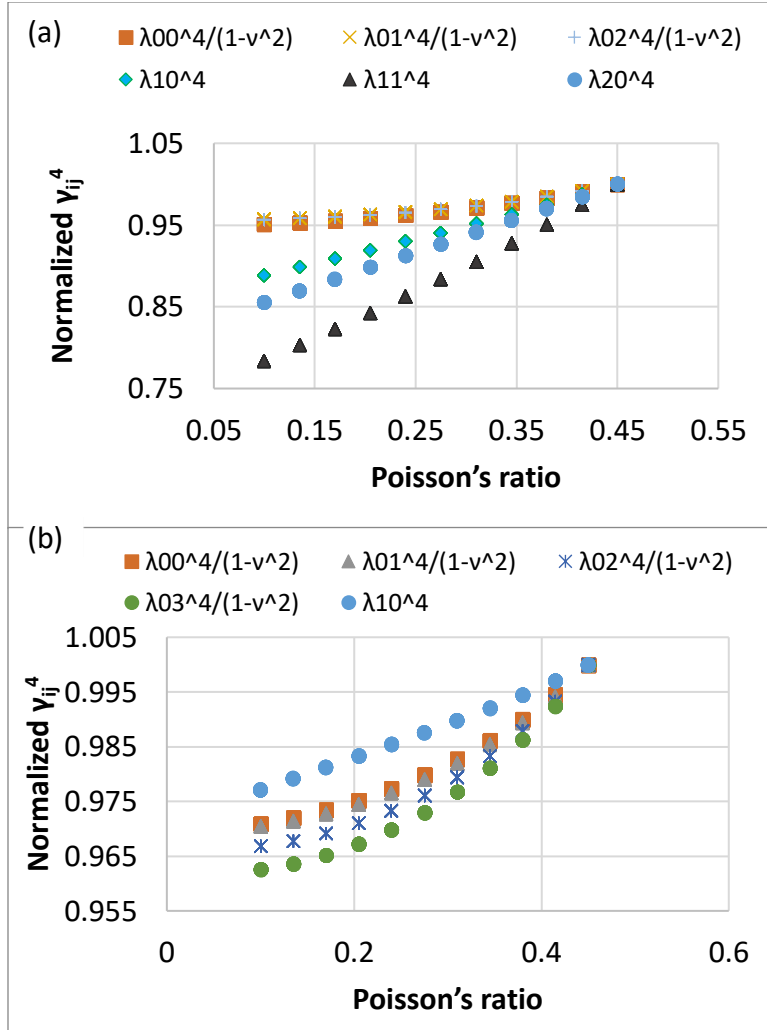 (a)
λ00^4/(1-ν^2) λ01^4/(1-ν^2) λ02^4/(1-ν^2)
λ10^4 λ11^4 λ20^4
Normalized γij^4
1.05
0.95
0.85
0.75
0.05 0.15 0.25 0.35 0.45 0.55
Poisson’s ratio
(b)
λ00^4/(1-ν^2) λ01^4/(1-ν^2) λ02^4/(1-ν^2)
λ03^4/(1-ν^2) λ10^4
Normalized γij^4
1.005
0.995
0.985
0.975
0.965
0.955
0 0.2 0.4 0.6
Poisson’s ratio